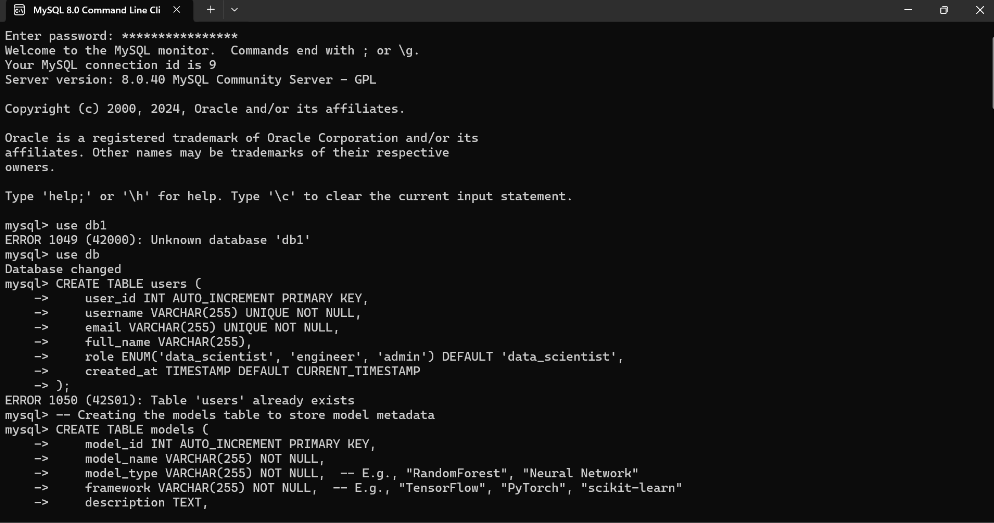 MySQL 8.0 Command Line Cli
Enter password: ****************
Welcome to the MySQL monitor.  Commands end with ; or \g.
Your MySQL connection id is 9
Server version: 8.0.40 MySQL Community Server - GPL
Copyright (c) 2000, 2024, Oracle and/or its affiliates.
Oracle is a registered trademark of Oracle Corporation and/or its
affiliates. Other names may be trademarks of their respective
owners.
Type 'help;' or '\h' for help. Type '\c' to clear the current input statement.
mysql> use db1
ERROR 1049 (42000): Unknown database 'db1'
mysql> use db
Database changed
mysql> CREATE TABLE users (
    ->     user_id INT AUTO_INCREMENT PRIMARY KEY,
    ->     username VARCHAR(255) UNIQUE NOT NULL,
    ->     email VARCHAR(255) UNIQUE NOT NULL,
    ->     full_name VARCHAR(255),
    ->     role ENUM('data_scientist', 'engineer', 'admin') DEFAULT 'data_scientist',
    ->     created_at TIMESTAMP DEFAULT CURRENT_TIMESTAMP
    -> );
ERROR 1050 (42S01): Table 'users' already exists
mysql> -- Creating the models table to store model metadata
mysql> CREATE TABLE models (
    ->     model_id INT AUTO_INCREMENT PRIMARY KEY,
    ->     model_name VARCHAR(255) NOT NULL,
    ->     model_type VARCHAR(255) NOT NULL,  -- E.g., "RandomForest", "Neural Network"
    ->     framework VARCHAR(255) NOT NULL,  -- E.g., "TensorFlow", "PyTorch", "scikit-learn"
    ->     description TEXT,